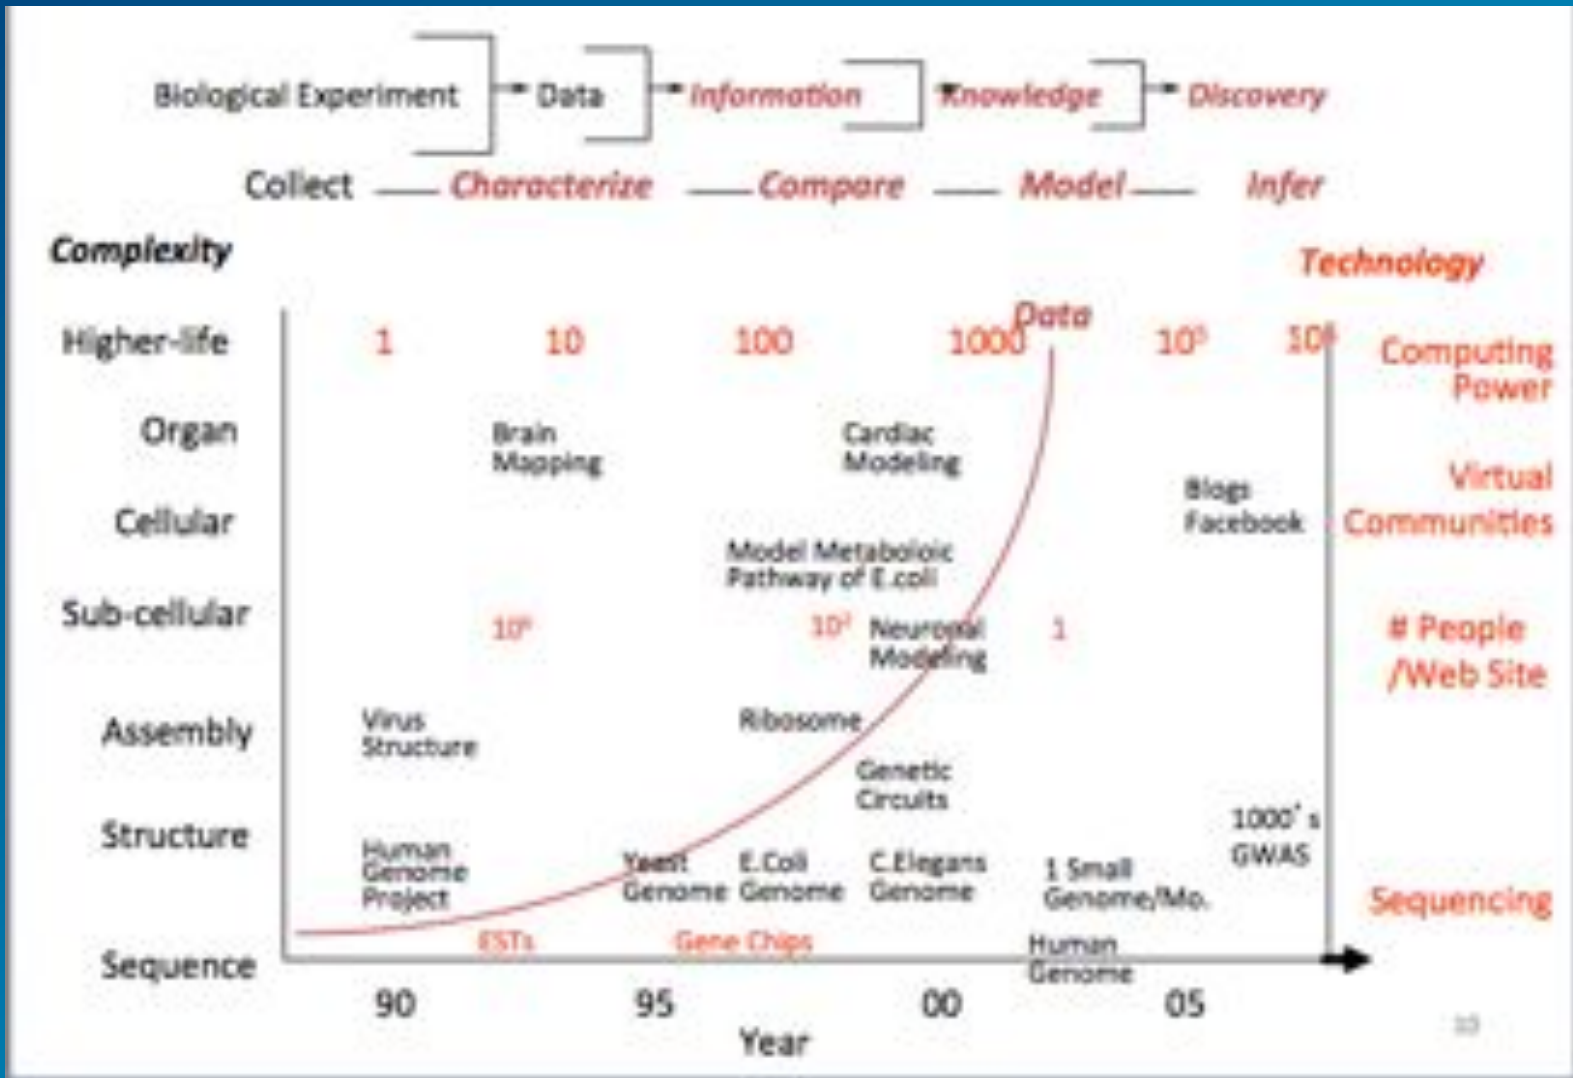 Biological Experiment Data Information Knowledge Discovery
Collect Characterize Compare Model Infer
Complexity
Technology
Data
Higher-life 1 10 100 1000
Computing
Power
Organ
Brain
Mapping
Cardiac
Modeling
Virtual
Communities
Blogs
Facebook
Cellular
Model Metaboloic
Pathway of E.coli
Sub-cellular
Neuronal
Modeling
1
# People
/Web Site
Assembly
Virus
Structure
Ribosome
Genetic
Circuits
Structure
1000's
GWAS
Human
Genome
Project
Yeast
Genome
E.Coli
Genome
C.Elegans
Genome
1 Small
Genome/Mo.
Sequencing
ESTs
Gene Chips
Human
Genome
Sequence
90 95 00 05
Year